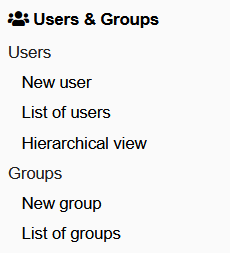 Users & Groups
Users
New user
List of users
Hierarchical view
Groups
New group
List of groups